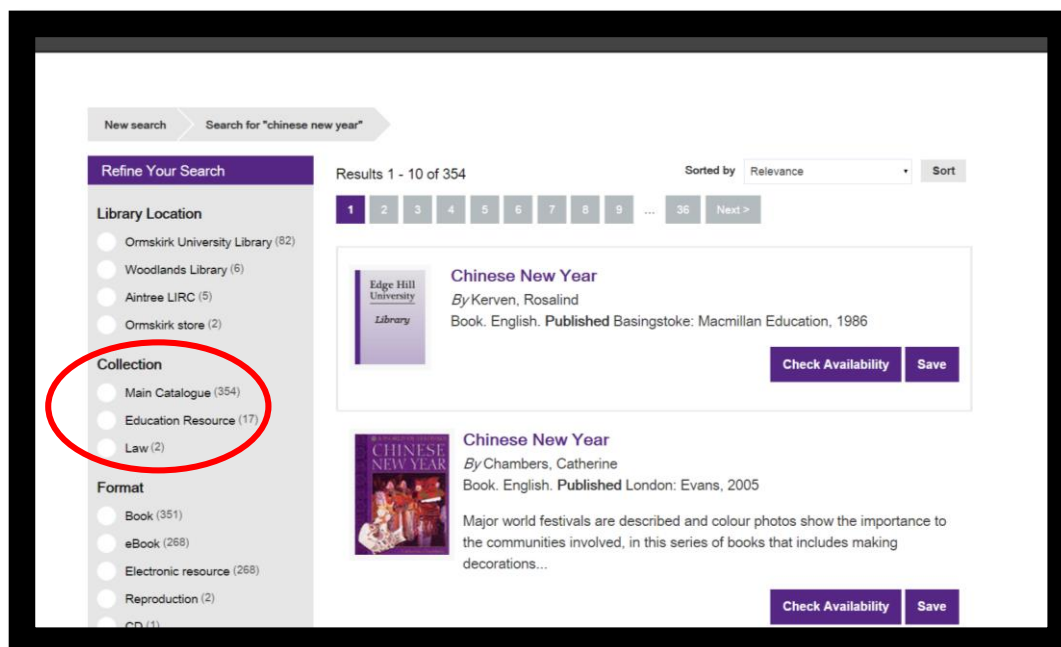 New search Search for "chinese new year"
Refine Your Search
Library Location
Ormskirk University Library (82)
Woodlands Library (6)
Aintree LIRC (5)
Ormskirk store (2)
Collection
Main Catalogue (354)
Education Resource (17)
Law (2)
Format
Book (351)
eBook (268)
Electronic resource (268)
Reproduction (2)
CD (1)
Results 1 - 10 of 354
Sorted by Relevance Sort
1 2 3 4 5 6 7 8 9 ... 36 Next >
Edge Hill
University
Library
Chinese New Year
By Kerven, Rosalind
Book. English. Published Basingstoke: Macmillan Education, 1986
Check Availability Save
CHINESE
NEW YEAR
Chinese New Year
By Chambers, Catherine
Book. English. Published London: Evans, 2005
Major world festivals are described and colour photos show the importance to
the communities involved, in this series of books that includes making
decorations...
Check Availability Save